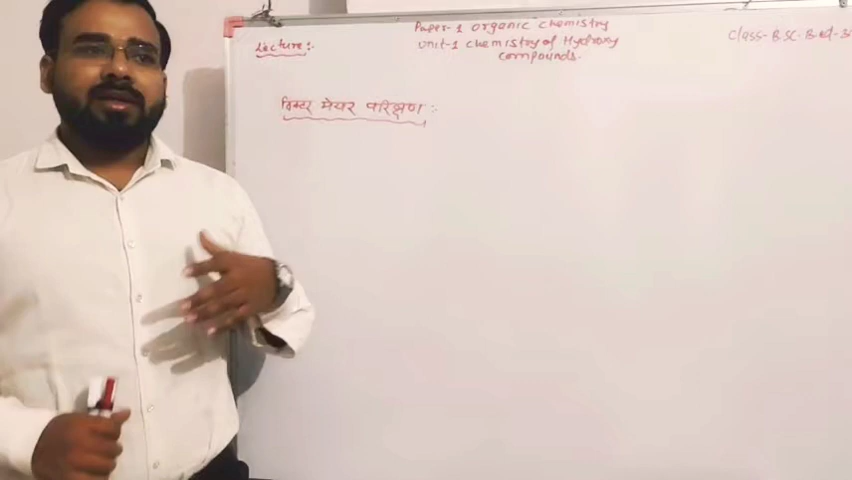 Lecture:-
Paper-1 organic chemistry
unit-1 chemistry of Hydroxy
compounds.
Class-B.SC-B.Ed-3
विक्टर मेयर परिक्षण :-